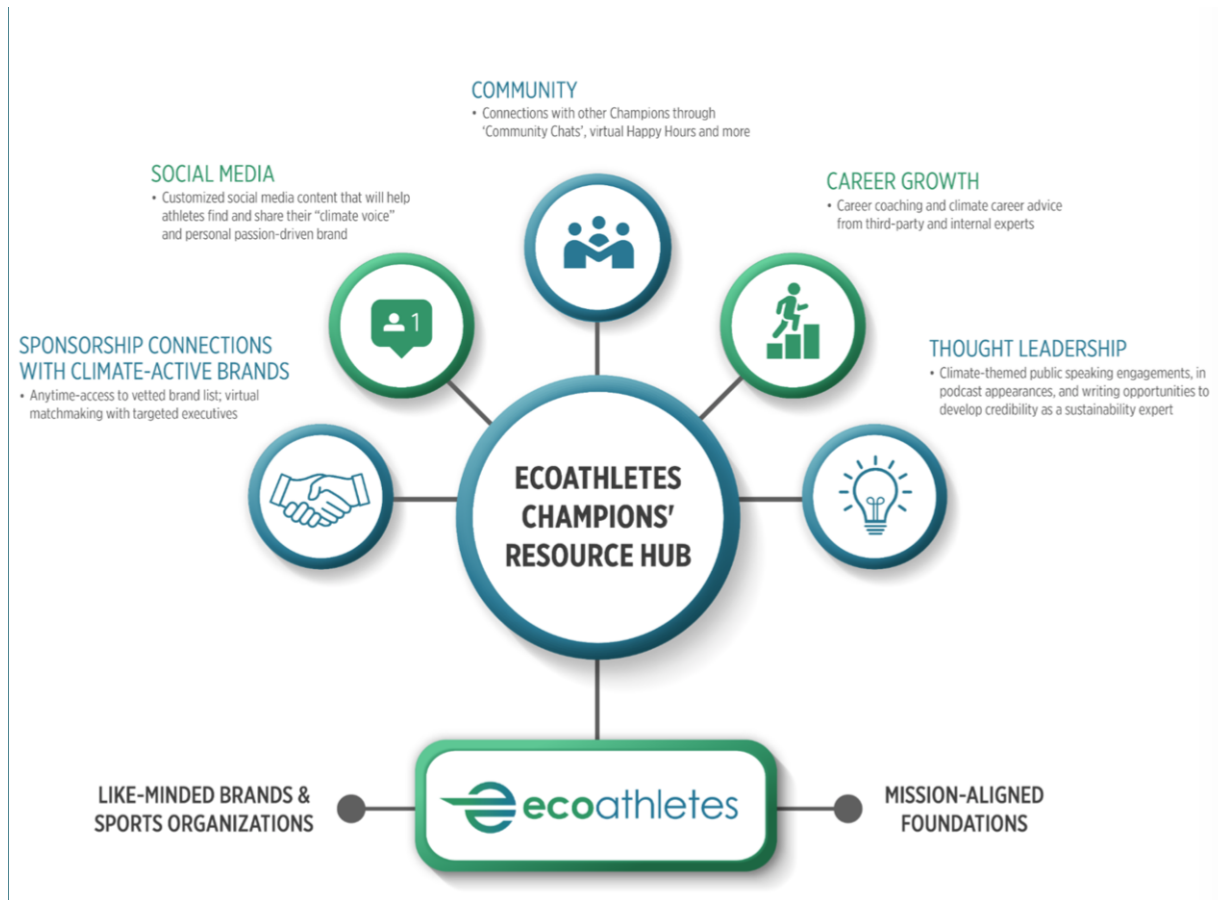 COMMUNITY
• Connections with other Champions through
‘Community Chats’, virtual Happy Hours and more
SOCIAL MEDIA
• Customized social media content that will help
athletes find and share their “climate voice”
and personal passion-driven brand
CAREER GROWTH
• Career coaching and climate career advice
from third-party and internal experts
SPONSORSHIP CONNECTIONS
WITH CLIMATE-ACTIVE BRANDS
• Anytime-access to vetted brand list; virtual
matchmaking with targeted executives
THOUGHT LEADERSHIP
• Climate-themed public speaking engagements, in
podcast appearances, and writing opportunities to
develop credibility as a sustainability expert
1
ECOATHLETES
CHAMPIONS'
RESOURCE HUB
LIKE-MINDED BRANDS &
SPORTS ORGANIZATIONS
ecoathletes
MISSION-ALIGNED
FOUNDATIONS